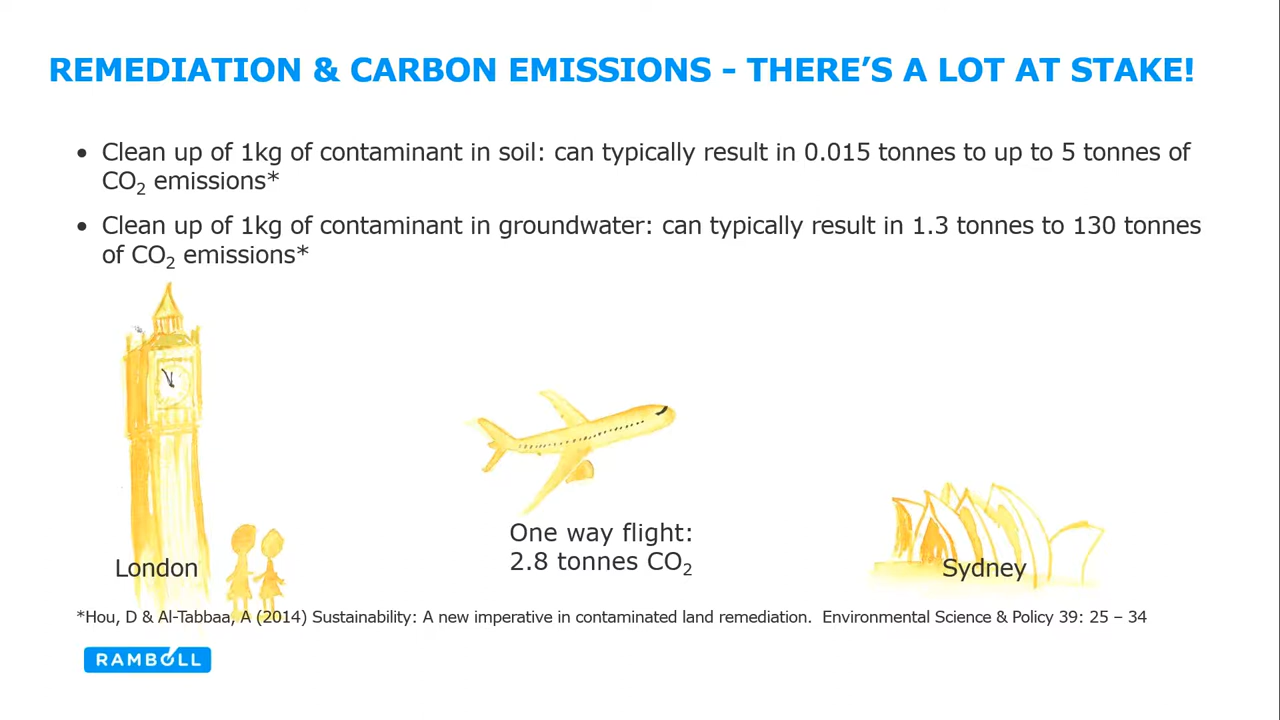 REMEDIATION & CARBON EMISSIONS - THERE'S A LOT AT STAKE!
• Clean up of 1kg of contaminant in soil: can typically result in 0.015 tonnes to up to 5 tonnes of
CO₂ emissions*
• Clean up of 1kg of contaminant in groundwater: can typically result in 1.3 tonnes to 130 tonnes
of CO₂ emissions*
One way flight:
2.8 tonnes CO₂
London
Sydney
*Hou, D & Al-Tabbaa, A (2014) Sustainability: A new imperative in contaminated land remediation. Environmental Science & Policy 39: 25 – 34
RAMBOLL